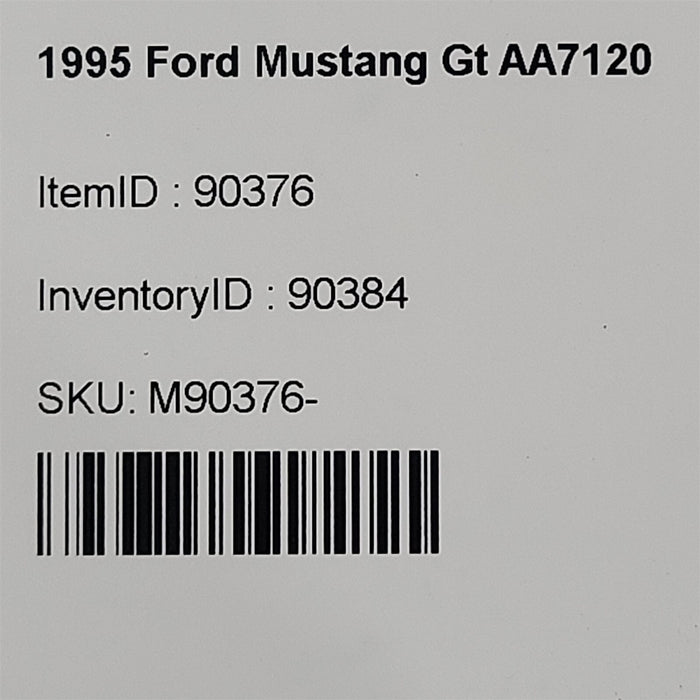 1995 Ford Mustang Gt AA7120
ItemID : 90376
InventoryID : 90384
SKU: M90376-